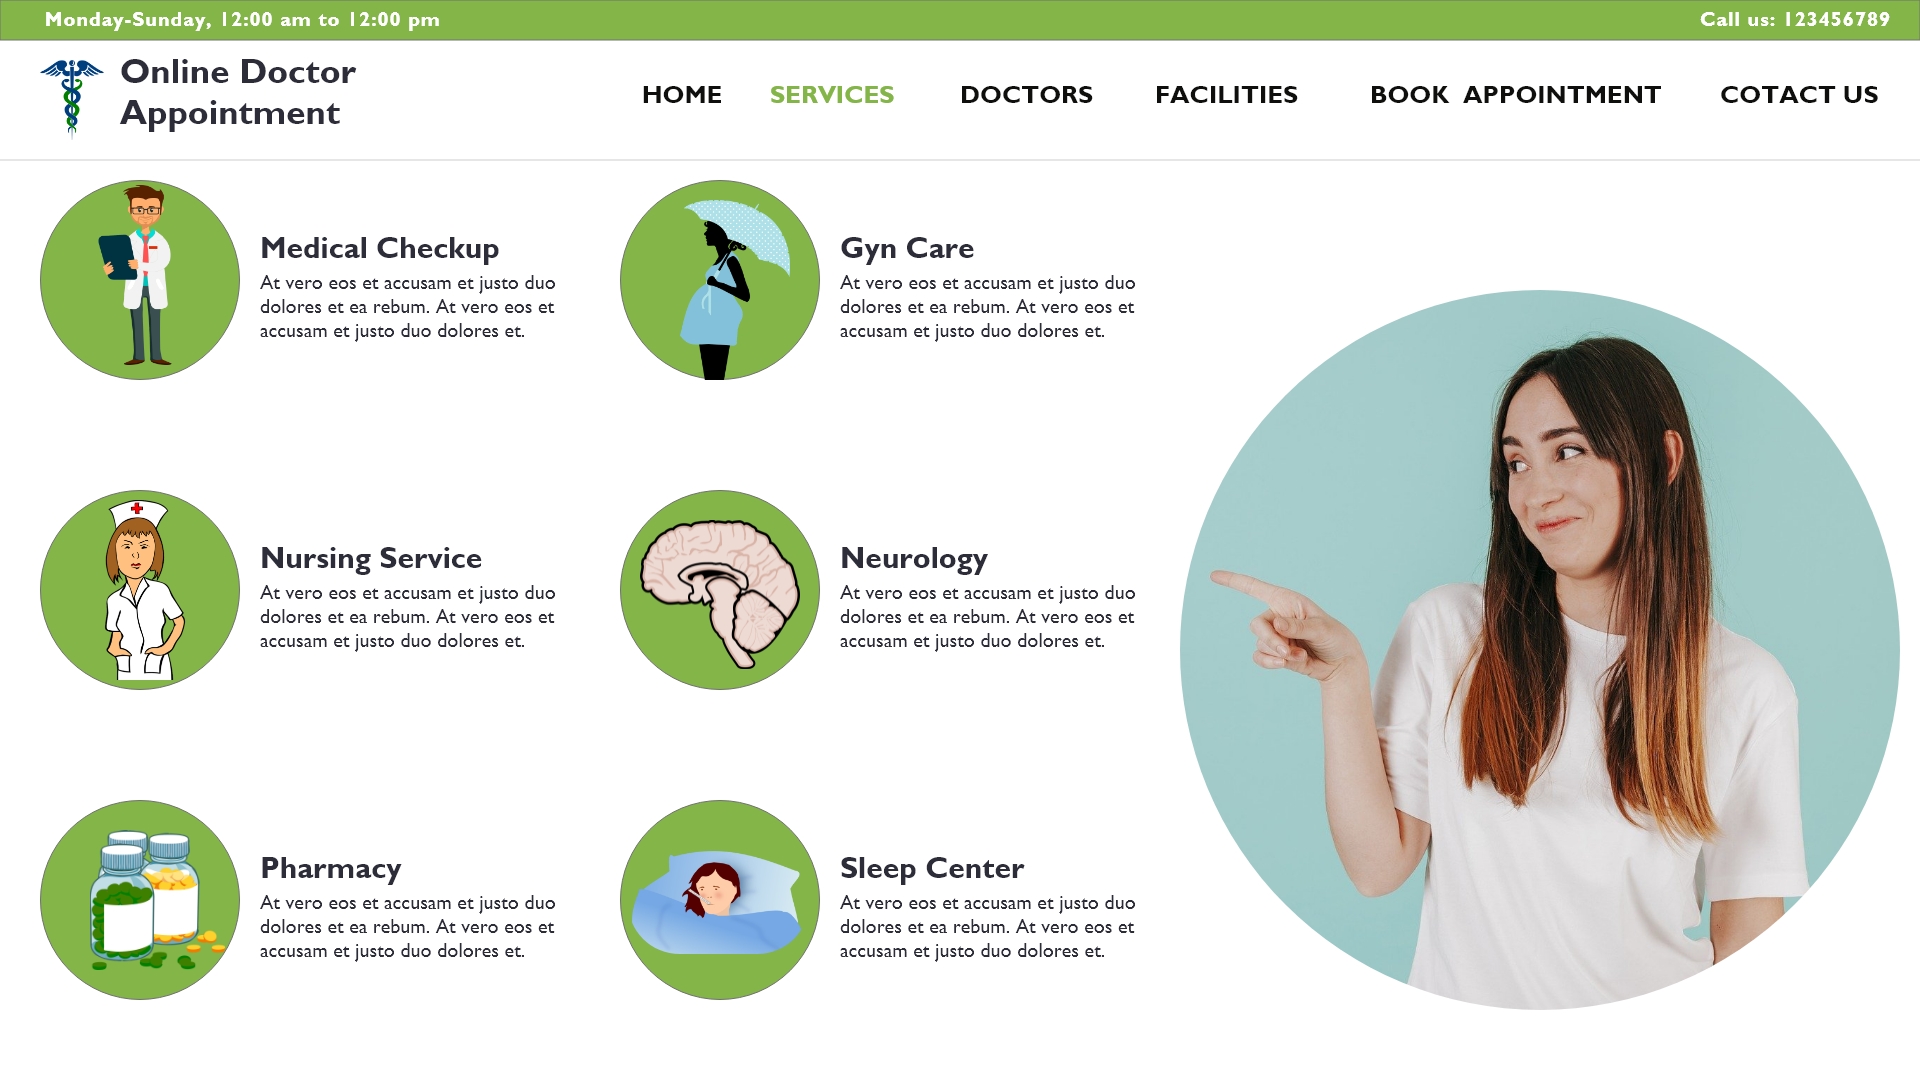 Monday-Sunday, 12:00 am to 12:00 pm
Call us: 123456789
Online Doctor
Appointment
HOME
SERVICES
DOCTORS
FACILITIES
BOOK  APPOINTMENT
COTACT US
Medical Checkup
At vero eos et accusam et justo duo
dolores et ea rebum. At vero eos et
accusam et justo duo dolores et.
Gyn Care
At vero eos et accusam et justo duo
dolores et ea rebum. At vero eos et
accusam et justo duo dolores et.
Nursing Service
At vero eos et accusam et justo duo
dolores et ea rebum. At vero eos et
accusam et justo duo dolores et.
Neurology
At vero eos et accusam et justo duo
dolores et ea rebum. At vero eos et
accusam et justo duo dolores et.
Pharmacy
At vero eos et accusam et justo duo
dolores et ea rebum. At vero eos et
accusam et justo duo dolores et.
Sleep Center
At vero eos et accusam et justo duo
dolores et ea rebum. At vero eos et
accusam et justo duo dolores et.